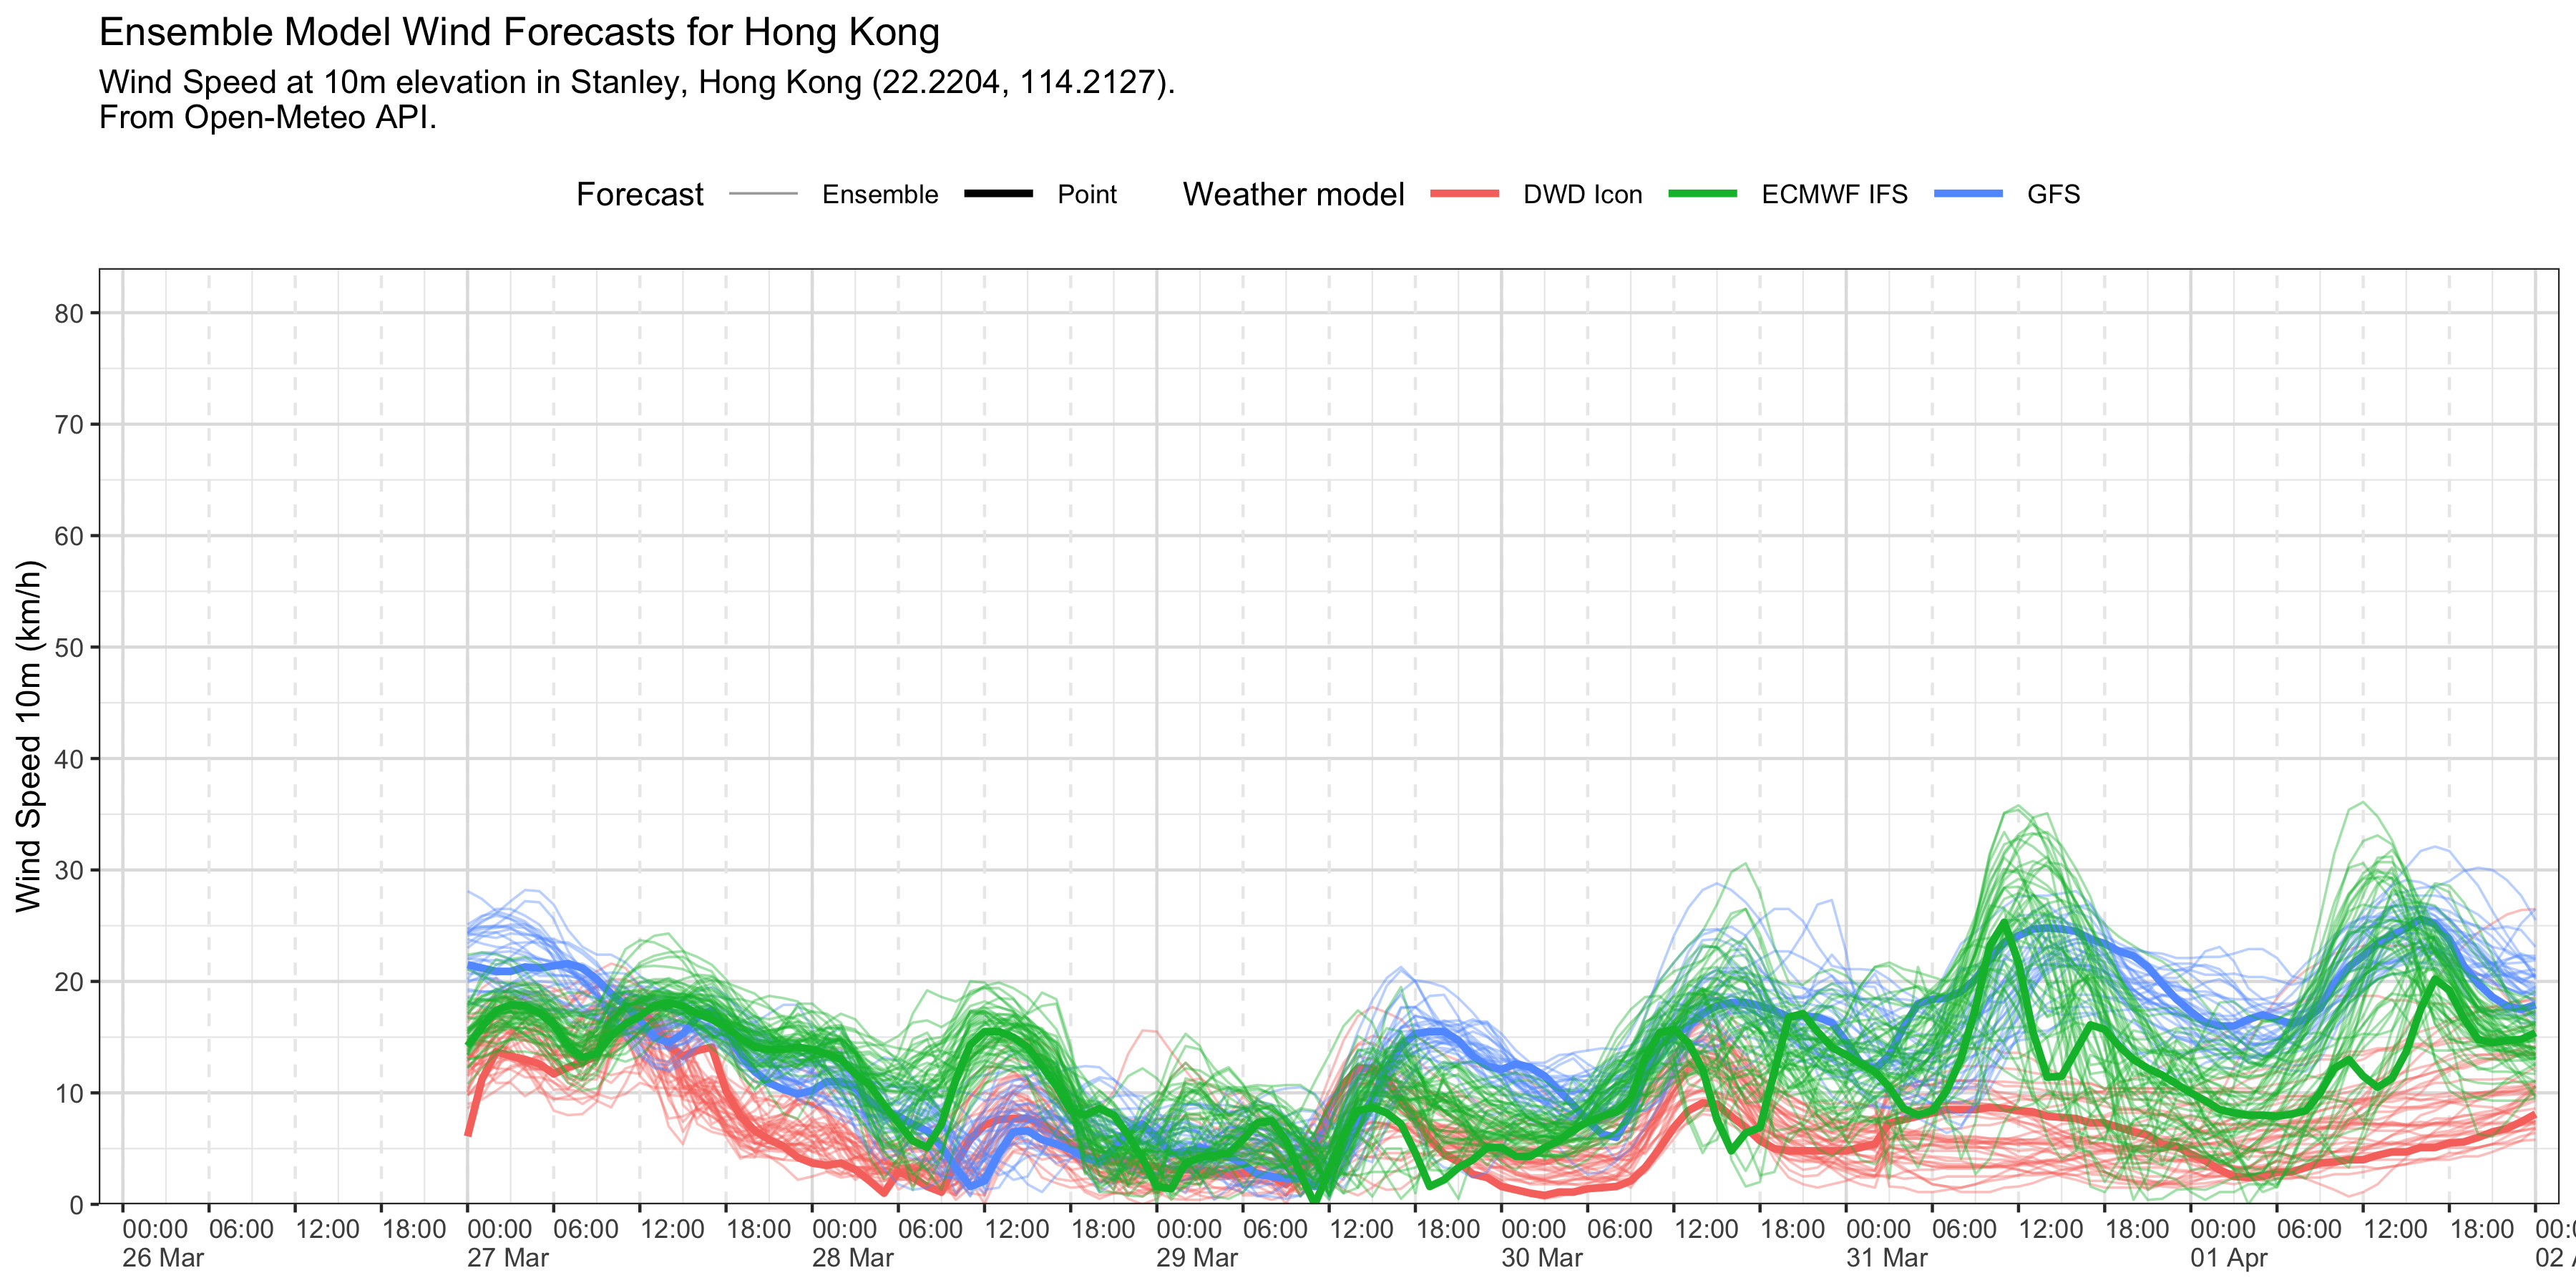 Ensemble Model Wind Forecasts for Hong Kong
Wind Speed at 10m elevation in Stanley, Hong Kong (22.2204, 114.2127).
From Open-Meteo API.
Forecast Ensemble Point Weather model DWD Icon ECMWF IFS GFS
Wind Speed 10m (km/h)
80
70
60
50
40
30
20
10
0
00:00 06:00 12:00 18:00 00:00 06:00 12:00 18:00 00:00 06:00 12:00 18:00 00:00 06:00 12:00 18:00 00:00 06:00 12:00 18:00 00:00 06:00 12:00 18:00 00:00 06:00 12:00 18:00 00:
26 Mar 27 Mar 28 Mar 29 Mar 30 Mar 31 Mar 01 Apr 02